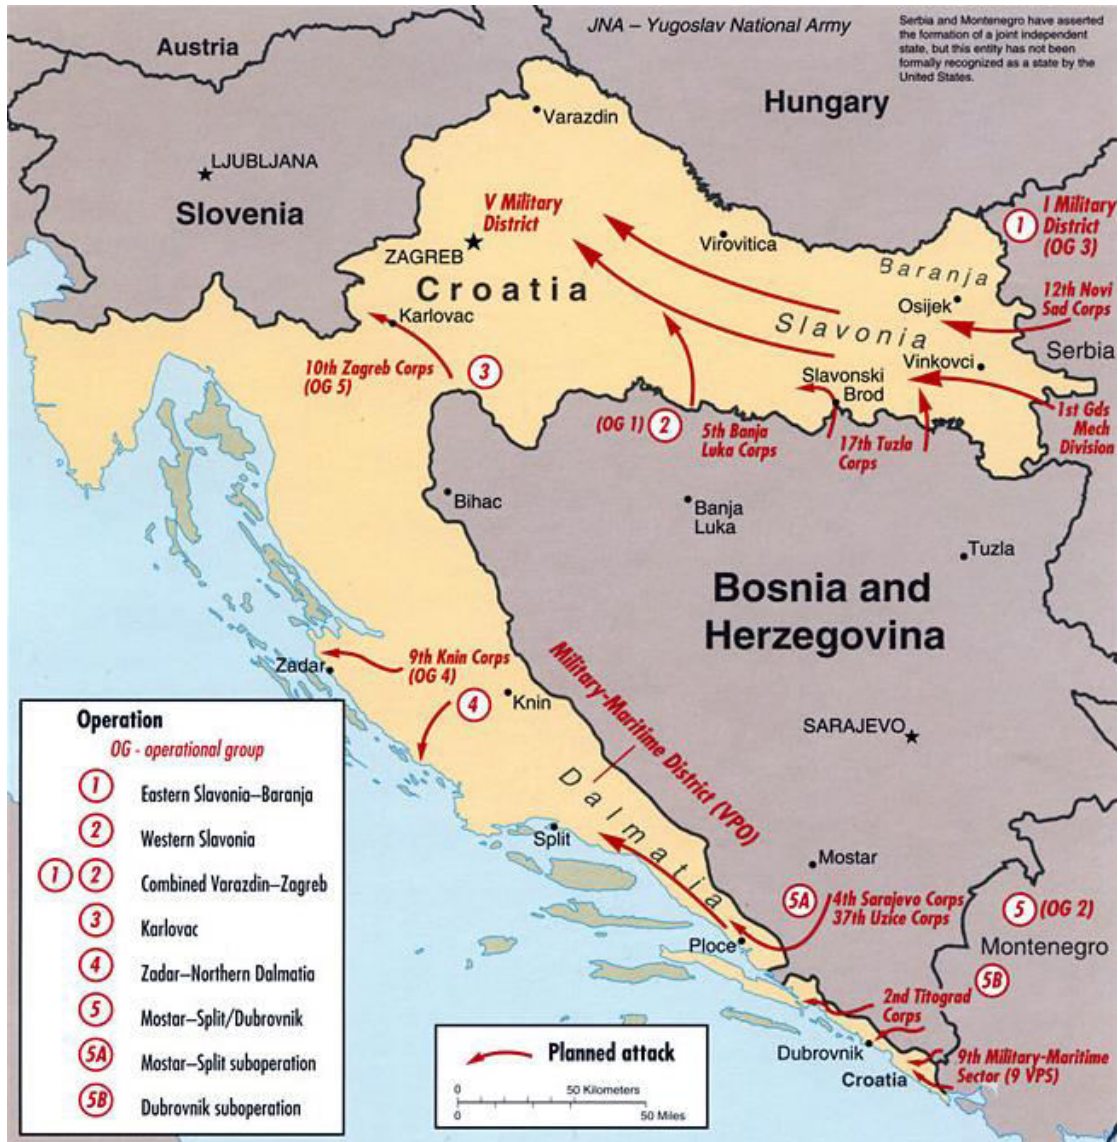 JNA – Yugoslav National Army
Serbia and Montenegro have asserted
the formation of a joint independent
state, but this entity has not been
formally recognized as a state by the
United States.
Austria
Hungary
Varazdin
LJUBLJANA
Slovenia
V Military
District
ZAGREB
Croatia
Virovitica
1
I Military
District
(OG 3)
Baranja
Osijek
12th Novi
Sad Corps
Karlovac
Slavonia
Serbia
Vinkovci
10th Zagreb Corps
(OG 5)
3
Slavonski
Brod
1st Gds
Mech
Division
(OG 1)
2
5th Banja
Luka Corps
17th Tuzla
Corps
Bihac
Banja
Luka
Tuzla
Bosnia and
Herzegovina
Zadar
9th Knin Corps
(OG 4)
4
Knin
Military-Maritime District (VPO)
SARAJEVO
Dalmatia
Split
Mostar
5A
4th Sarajevo Corps
37th Uzice Corps
5
(OG 2)
Ploce
Montenegro
5B
2nd Titograd
Corps
Dubrovnik
Croatia
9th Military-Maritime
Sector (9 VPS)
Operation
OG - operational group
1 Eastern Slavonia–Baranja
2 Western Slavonia
1 2 Combined Varazdin–Zagreb
3 Karlovac
4 Zadar–Northern Dalmatia
5 Mostar–Split/Dubrovnik
5A Mostar–Split suboperation
5B Dubrovnik suboperation
Planned attack
0 50 Kilometers
0 50 Miles